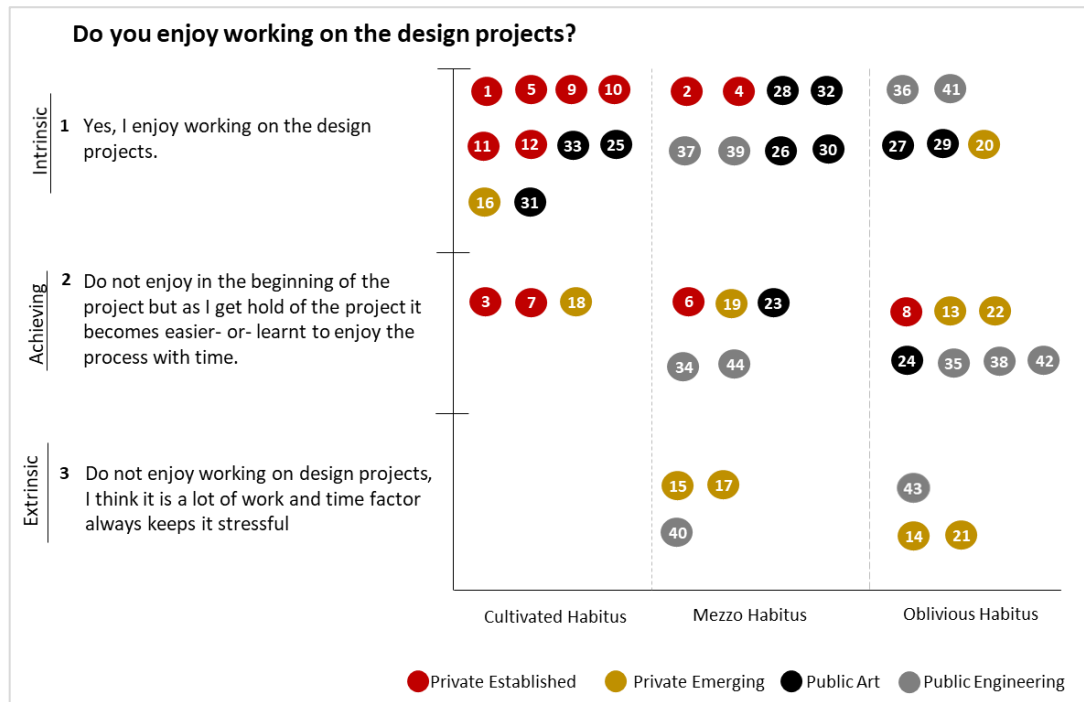 Do you enjoy working on the design projects?
Intrinsic
1 Yes, I enjoy working on the design
projects.
1 5 9 10
2 4 28 32
36 41
11 12 33 25
37 39 26 30
27 29 20
16 31
Achieving
2 Do not enjoy in the beginning of the
project but as I get hold of the project it
becomes easier- or- learnt to enjoy the
process with time.
3 7 18
6 19 23
8 13 22
34 44
24 35 38 42
Extrinsic
3 Do not enjoy working on design projects,
I think it is a lot of work and time factor
always keeps it stressful
15 17
43
40
14 21
Cultivated Habitus
Mezzo Habitus
Oblivious Habitus
Private Established
Private Emerging
Public Art
Public Engineering